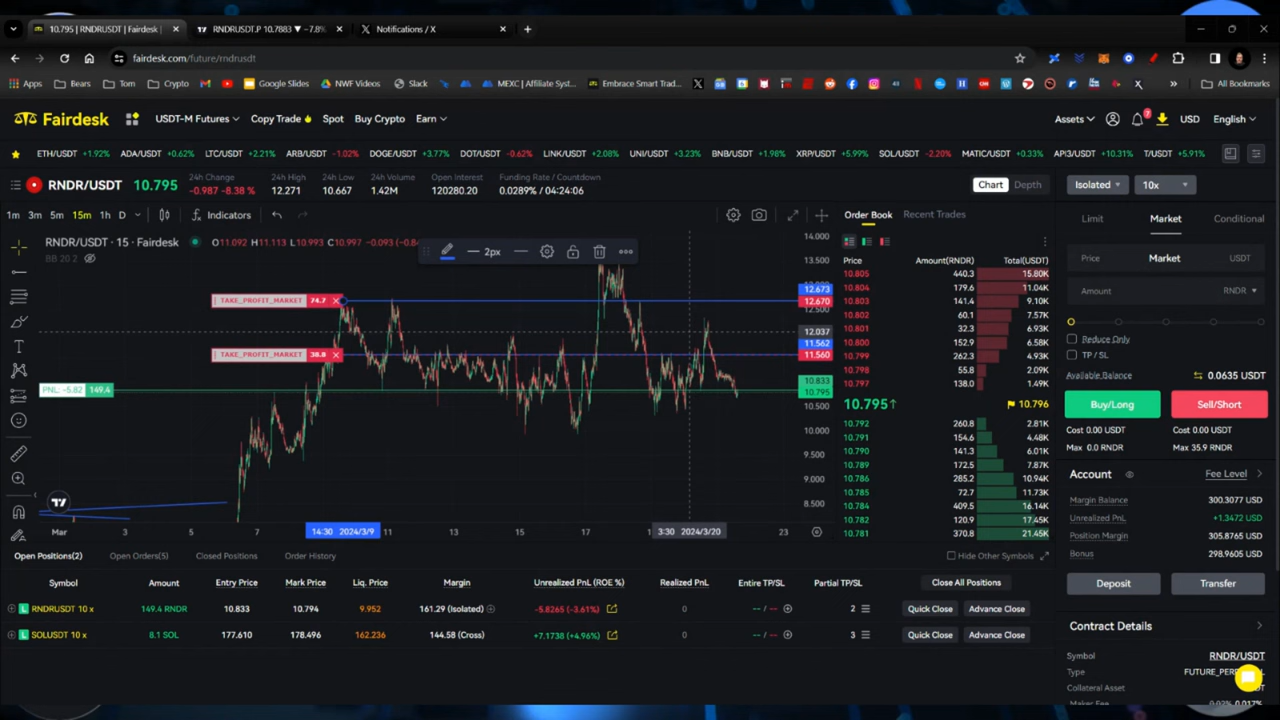 10.795 | RNDRUSDT | Fairdesk
RNDRUSDT.P 10.7883 ▼ −7.8%
Notifications / X
fairdesk.com/future/rndrusdt
Apps Bears Tom Crypto Google Slides NWF Videos Slack MEXC | Affiliate Syst... Embrace Smart Trad... All Bookmarks
Fairdesk USDT-M Futures Copy Trade Spot Buy Crypto Earn Assets 7 USD English
ETH/USDT +1.92% ADA/USDT +0.62% LTC/USDT +2.21% ARB/USDT -1.02% DOGE/USDT +3.77% DOT/USDT -0.62% LINK/USDT +2.08% UNI/USDT +3.23% BNB/USDT +1.98% XRP/USDT +5.99% SOL/USDT -2.20% MATIC/USDT +0.33% API3/USDT +10.31% T/USDT +5.91%
RNDR/USDT 10.795
24h Change
-0.987 -8.38 %
24h High
12.271
24h Low
10.667
24h Volume
1.42M
Open Interest
120280.20
Funding Rate / Countdown
0.0289% / 04:24:06
Chart Depth
1m 3m 5m 15m 1h D Indicators
RNDR/USDT · 15 · Fairdesk O11.092 H11.113 L10.993 C10.997 -0.093
BB 20 2
2px
TAKE_PROFIT_MARKET 74.7
TAKE_PROFIT_MARKET 38.8
PNL: -5.82 149.4
14.000
13.500
12.673
12.670
12.500
12.037
11.562
11.560
10.833
10.795
10.500
10.000
9.500
9.000
8.500
Mar 3 5 7 14:30 2024/3/9 11 13 15 17 3:30 2024/3/20 23
Order Book Recent Trades
Price Amount(RNDR) Total(USDT)
10.805 440.3 15.80K
10.804 179.6 11.04K
10.803 141.4 9.10K
10.802 60.1 7.57K
10.801 32.3 6.93K
10.800 152.9 6.58K
10.799 262.3 4.93K
10.798 55.8 2.09K
10.797 138.0 1.49K
10.795↑ 10.796
10.792 260.8 2.81K
10.791 154.6 4.48K
10.790 141.3 6.01K
10.789 172.5 7.87K
10.786 285.2 10.94K
10.785 72.7 11.73K
10.784 409.5 16.14K
10.782 120.9 17.45K
10.781 370.8 21.45K
Isolated 10x
Limit Market Conditional
Price Market USDT
Amount RNDR
Reduce Only
TP / SL
Available Balance 0.0635 USDT
Buy/Long Sell/Short
Cost 0.00 USDT Cost 0.00 USDT
Max 0.0 RNDR Max 35.9 RNDR
Account Fee Level
Margin Balance 300.3077 USD
Unrealized PnL +1.3472 USD
Position Margin 305.8765 USD
Bonus 298.9605 USD
Deposit Transfer
Contract Details
Symbol RNDR/USDT
Type
Collateral Asset
Maker Fee
Open Positions(2) Open Orders(5) Closed Positions Order History Hide Other Symbols
Symbol Amount Entry Price Mark Price Liq. Price Margin Unrealized PnL (ROE %) Realized PnL Entire TP/SL Partial TP/SL Close All Positions
L RNDRUSDT 10 x 149.4 RNDR 10.833 10.794 9.952 161.29 (Isolated) -5.8265 (-3.61%) 0 -- / -- 2 Quick Close Advance Close
L SOLUSDT 10 x 8.1 SOL 177.610 178.496 162.236 144.58 (Cross) +7.1738 (+4.96%) 0 -- / -- 3 Quick Close Advance Close